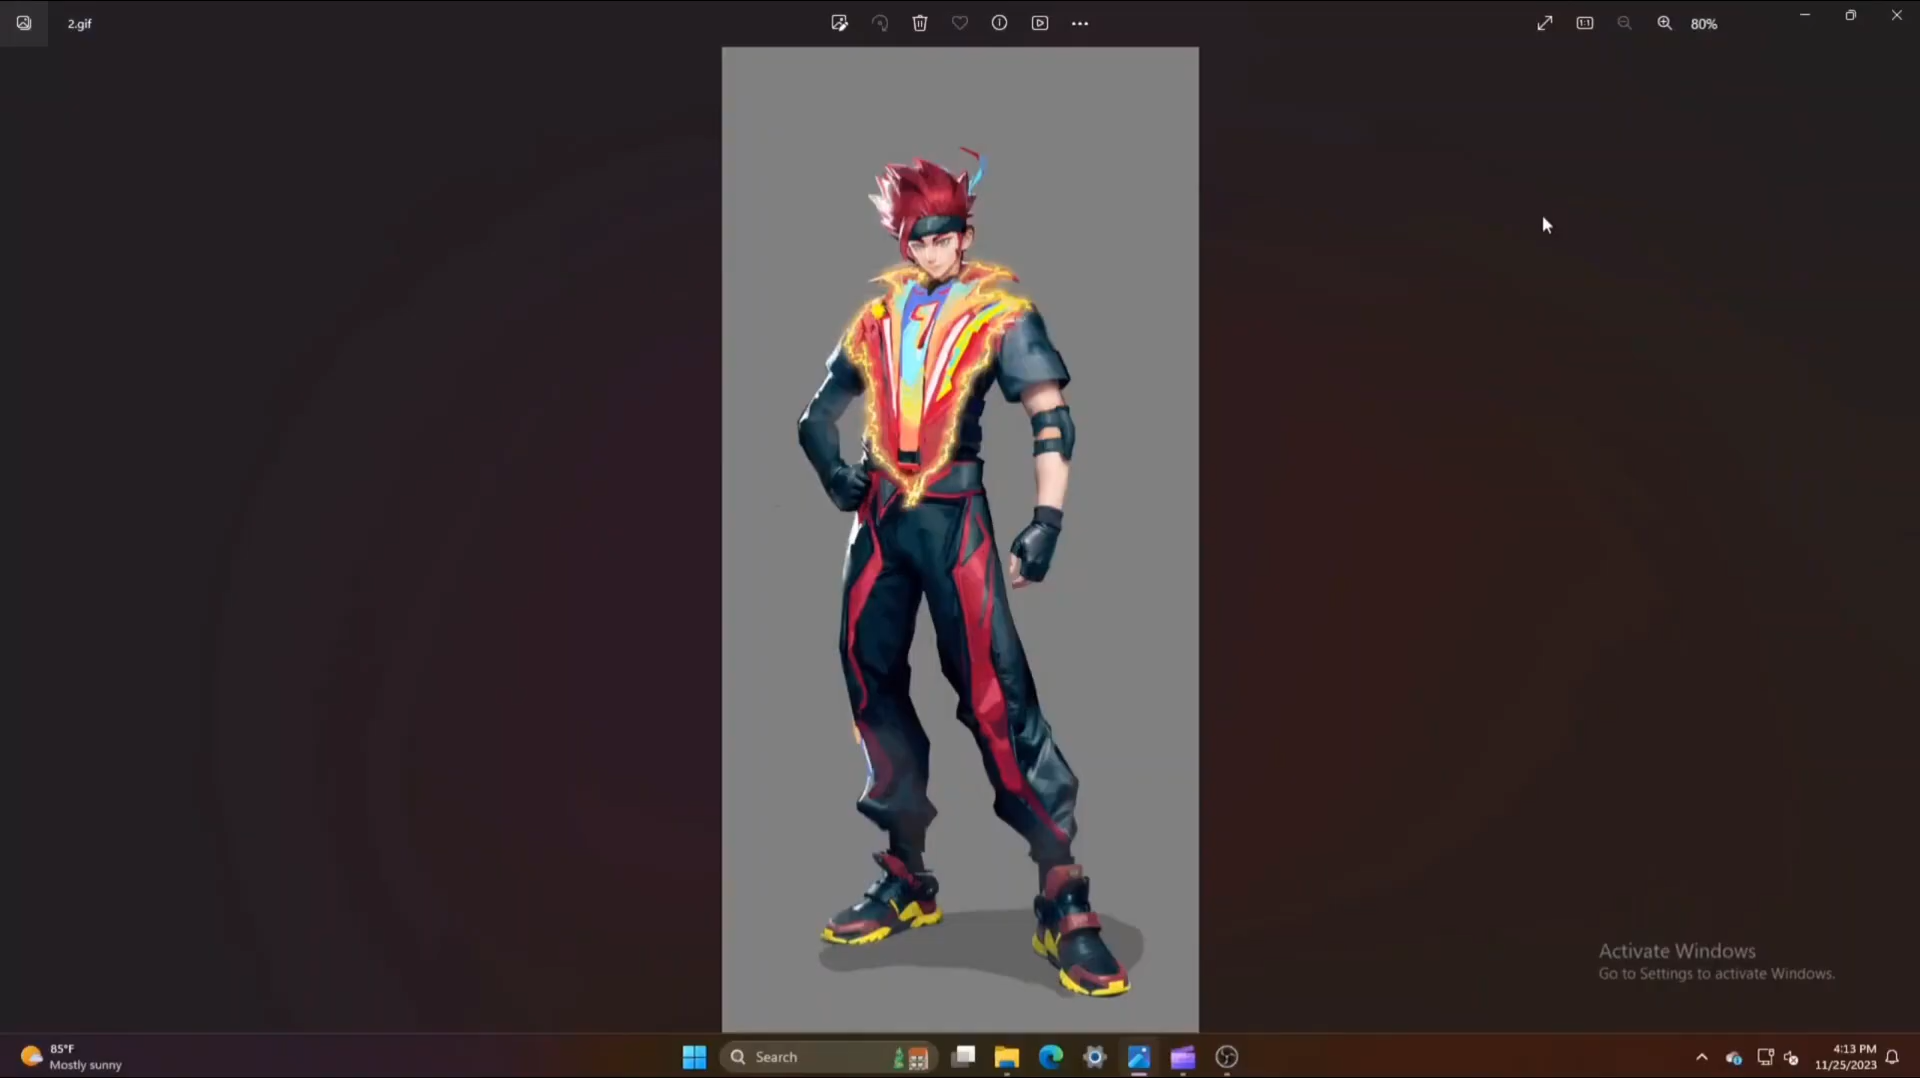 2.gif
80%
Activate Windows
Go to Settings to activate Windows.
85°F
Mostly sunny
Search
4:13 PM
11/25/2023